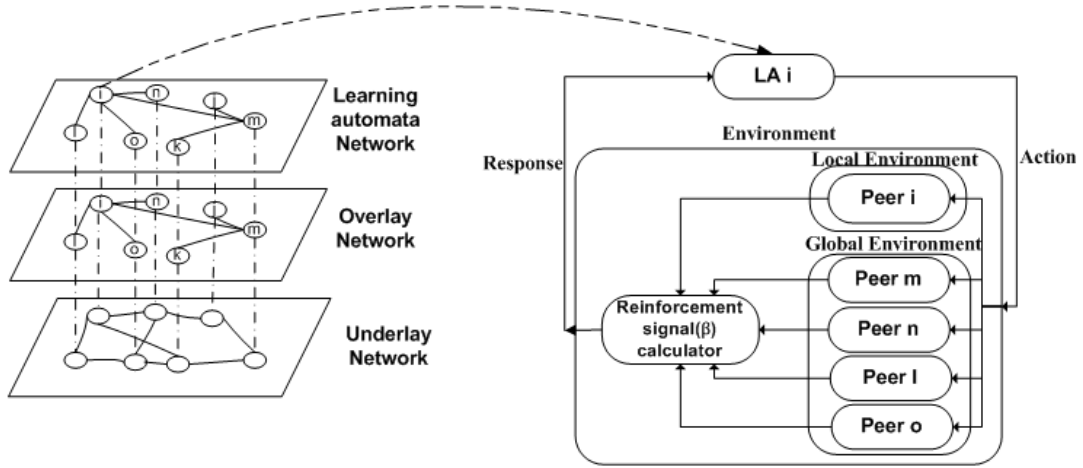 Learning
automata
Network
i
n
j
m
l
o
k
Overlay
Network
i
n
j
m
l
o
k
Underlay
Network
LA i
Environment
Response
Action
Local Environment
Peer i
Global Environment
Peer m
Peer n
Peer l
Peer o
Reinforcement
signal(β)
calculator